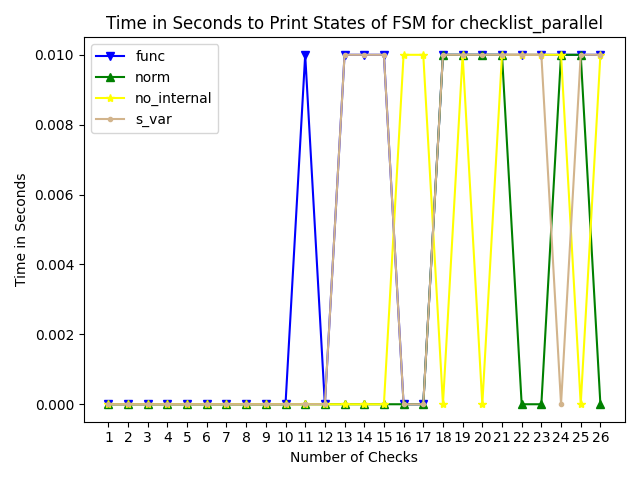 Time in Seconds to Print States of FSM for checklist_parallel
func
norm
no_internal
s_var
0.010
0.008
0.006
0.004
0.002
0.000
Time in Seconds
1 2 3 4 5 6 7 8 9 10 11 12 13 14 15 16 17 18 19 20 21 22 23 24 25 26
Number of Checks